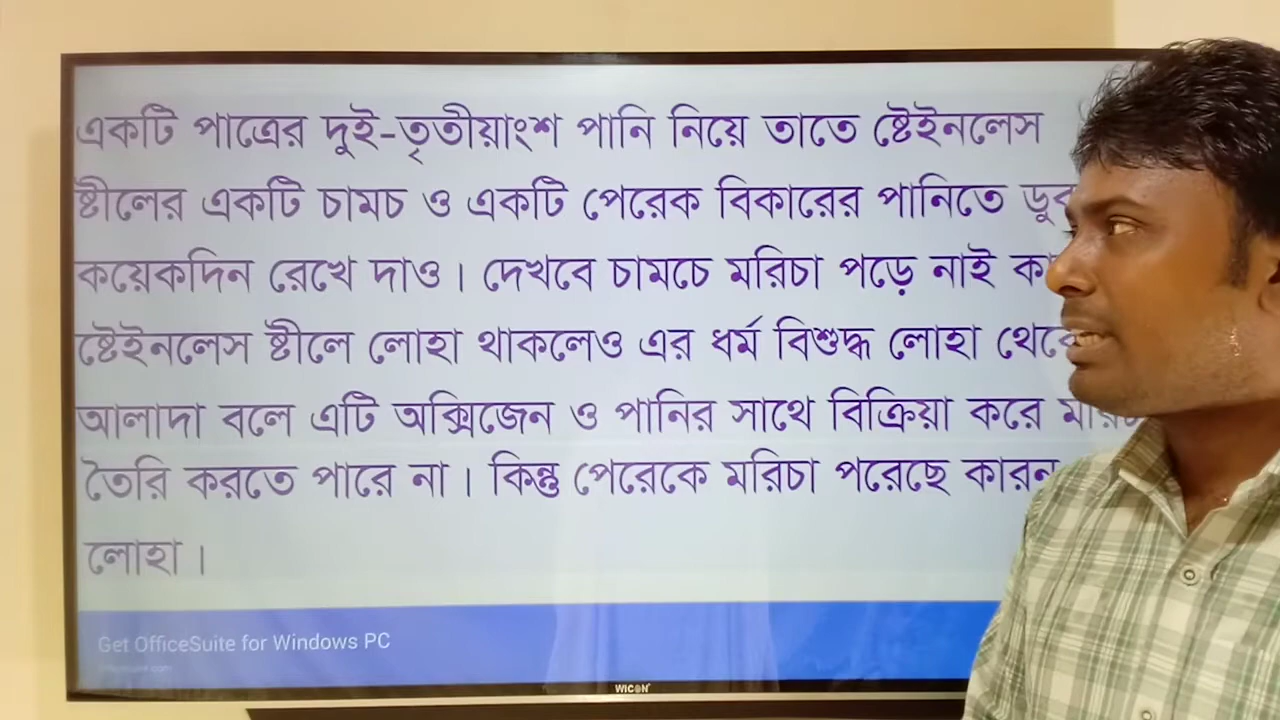 একটি পাত্রের দুই-তৃতীয়াংশ পানি নিয়ে তাতে ষ্টেইনলেস
ষ্টীলের একটি চামচ ও একটি পেরেক বিকারের পানিতে
কয়েকদিন রেখে দাও। দেখবে চামচে মরিচা পড়ে নাই
ষ্টেইনলেস ষ্টীলে লোহা থাকলেও এর ধর্ম বিশুদ্ধ লোহা
আলাদা বলে এটি অক্সিজেন ও পানির সাথে বিক্রিয়া করে
তৈরি করতে পারে না। কিন্তু পেরেকে মরিচা পরেছে কারন
লোহা।
Get OfficeSuite for Windows PC
WICON